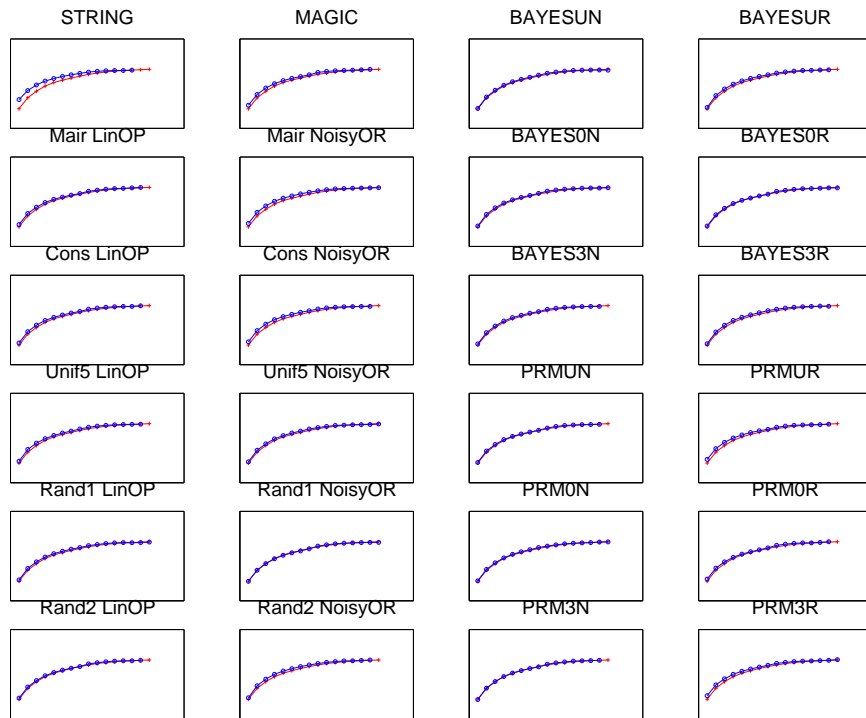 STRING MAGIC BAYESUN BAYESUR
Mair LinOP Mair NoisyOR BAYES0N BAYES0R
Cons LinOP Cons NoisyOR BAYES3N BAYES3R
Unif5 LinOP Unif5 NoisyOR PRMUN PRMUR
Rand1 LinOP Rand1 NoisyOR PRM0N PRM0R
Rand2 LinOP Rand2 NoisyOR PRM3N PRM3R